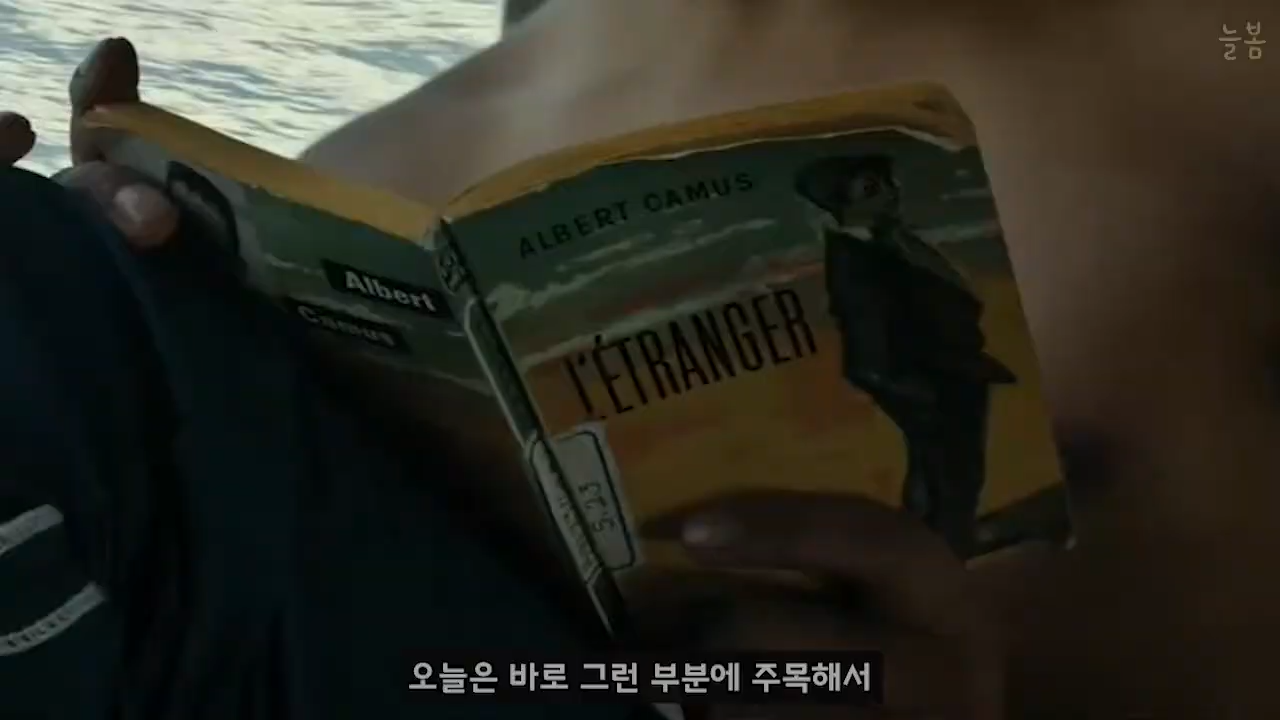 늘봄
ALBERT CAMUS
L'ÉTRANGER
Albert
Camus
5.23
오늘은 바로 그런 부분에 주목해서